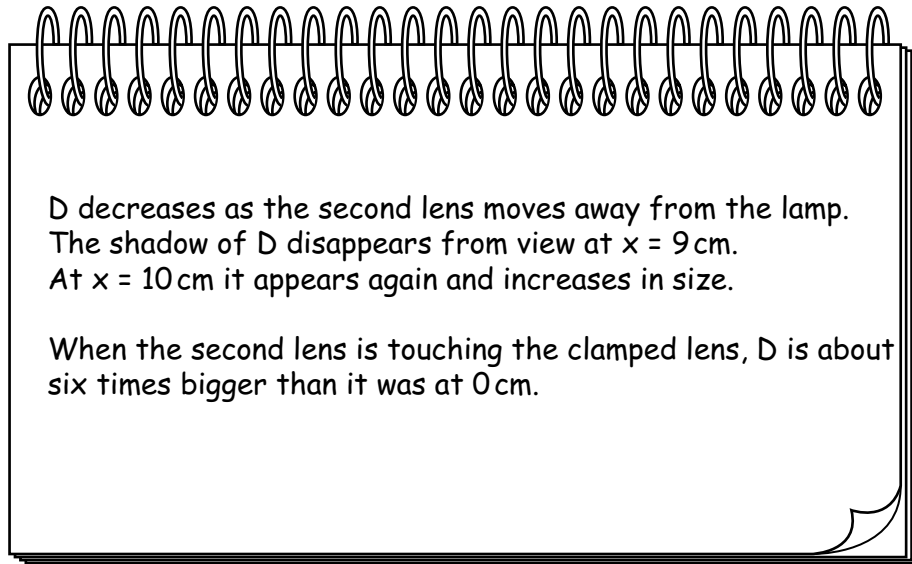 D decreases as the second lens moves away from the lamp.
The shadow of D disappears from view at x = 9 cm.
At x = 10 cm it appears again and increases in size.
When the second lens is touching the clamped lens, D is about
six times bigger than it was at 0 cm.